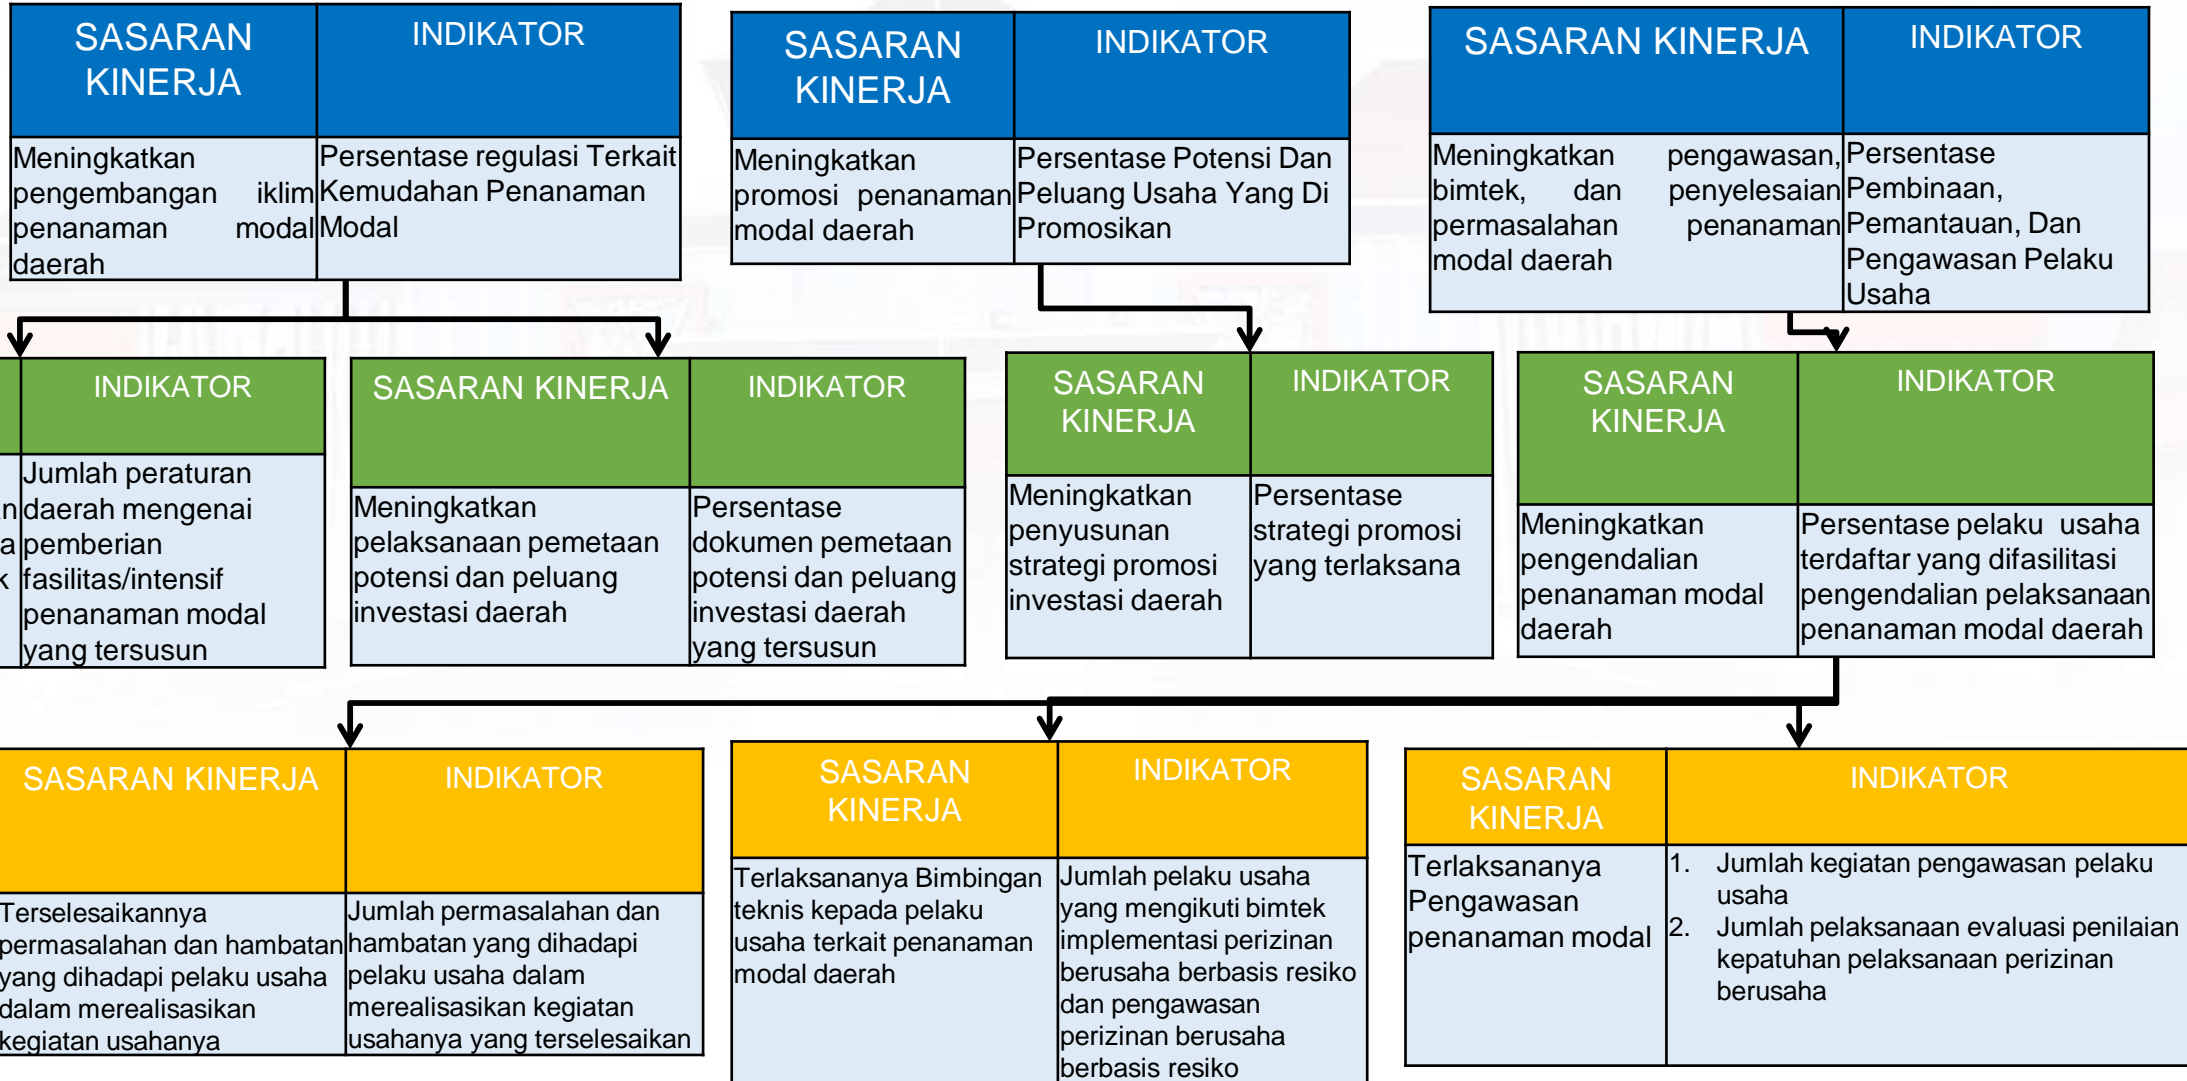 SASARAN
KINERJA
INDIKATOR
Meningkatkan
pengembangan iklim
penanaman modal
daerah
Persentase regulasi Terkait
Kemudahan Penanaman
Modal
SASARAN
KINERJA
INDIKATOR
Meningkatkan
promosi penanaman
modal daerah
Persentase Potensi Dan
Peluang Usaha Yang Di
Promosikan
SASARAN KINERJA
INDIKATOR
Meningkatkan pengawasan,
bimtek, dan penyelesaian
permasalahan penanaman
modal daerah
Persentase
Pembinaan,
Pemantauan, Dan
Pengawasan Pelaku
Usaha
INDIKATOR
Jumlah peraturan
daerah mengenai
pemberian
fasilitas/intensif
penanaman modal
yang tersusun
SASARAN KINERJA
INDIKATOR
Meningkatkan
pelaksanaan pemetaan
potensi dan peluang
investasi daerah
Persentase
dokumen pemetaan
potensi dan peluang
investasi daerah
yang tersusun
SASARAN
KINERJA
INDIKATOR
Meningkatkan
penyusunan
strategi promosi
investasi daerah
Persentase
strategi promosi
yang terlaksana
SASARAN
KINERJA
INDIKATOR
Meningkatkan
pengendalian
penanaman modal
daerah
Persentase pelaku usaha
terdaftar yang difasilitasi
pengendalian pelaksanaan
penanaman modal daerah
SASARAN KINERJA
INDIKATOR
Terselesaikannya
permasalahan dan hambatan
yang dihadapi pelaku usaha
dalam merealisasikan
kegiatan usahanya
Jumlah permasalahan dan
hambatan yang dihadapi
pelaku usaha dalam
merealisasikan kegiatan
usahanya yang terselesaikan
SASARAN
KINERJA
INDIKATOR
Terlaksananya Bimbingan
teknis kepada pelaku
usaha terkait penanaman
modal daerah
Jumlah pelaku usaha
yang mengikuti bimtek
implementasi perizinan
berusaha berbasis resiko
dan pengawasan
perizinan berusaha
berbasis resiko
SASARAN
KINERJA
INDIKATOR
Terlaksananya
Pengawasan
penanaman modal
1. Jumlah kegiatan pengawasan pelaku
usaha
2. Jumlah pelaksanaan evaluasi penilaian
kepatuhan pelaksanaan perizinan
berusaha